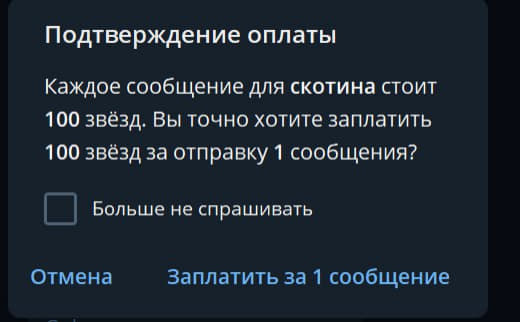 Подтверждение оплаты
Каждое сообщение для скотина стоит
100 звёзд. Вы точно хотите заплатить
100 звёзд за отправку 1 сообщения?
Больше не спрашивать
Отмена Заплатить за 1 сообщение